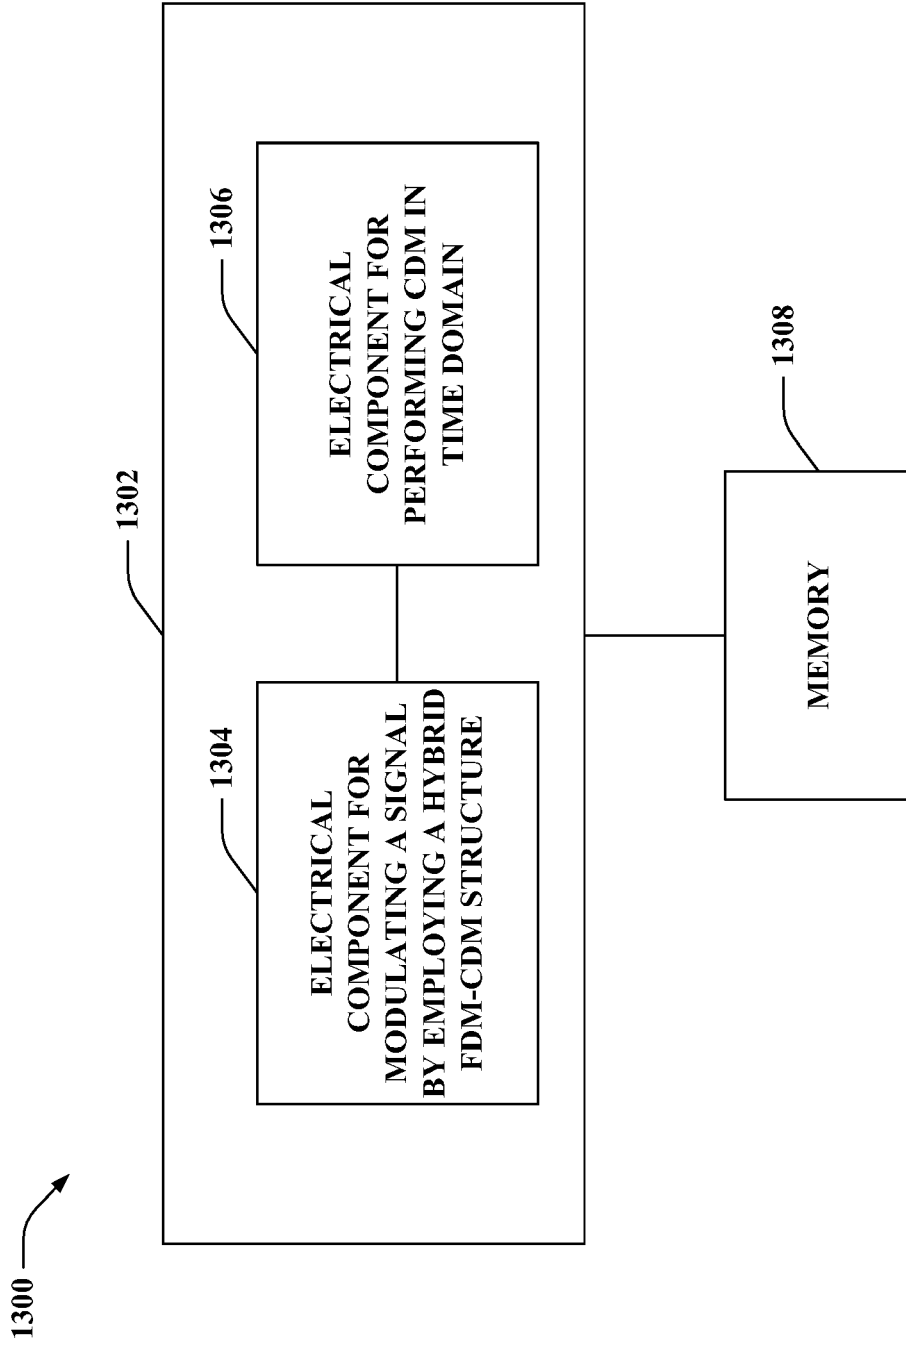 1300
1302
1304
ELECTRICAL
COMPONENT FOR
MODULATING A SIGNAL
BY EMPLOYING A HYBRID
FDM-CDM STRUCTURE
1306
ELECTRICAL
COMPONENT FOR
PERFORMING CDM IN
TIME DOMAIN
1308
MEMORY